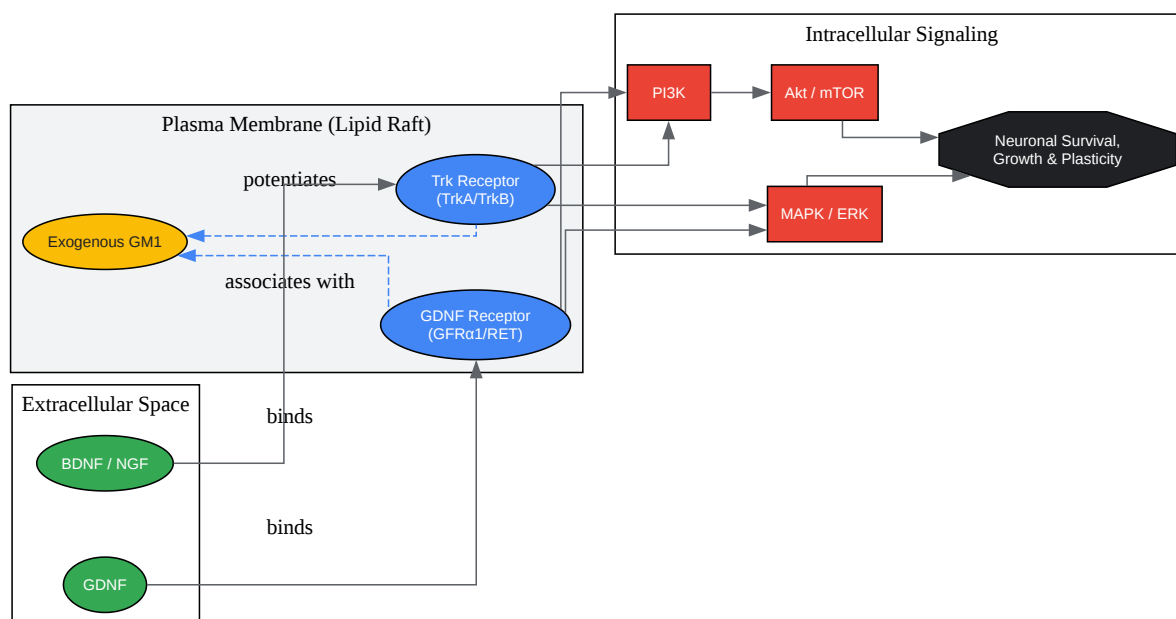 Intracellular Signaling
PI3K
Akt / mTOR
Neuronal Survival,
Growth & Plasticity
MAPK / ERK
Plasma Membrane (Lipid Raft)
potentiates
Trk Receptor
(TrkA/TrkB)
Exogenous GM1
associates with
GDNF Receptor
(GFRα1/RET)
Extracellular Space
binds
BDNF / NGF
binds
GDNF